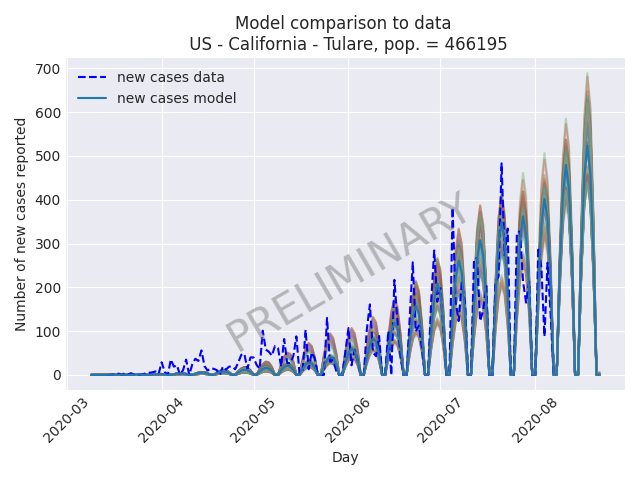 Model comparison to data
US - California - Tulare, pop. = 466195
700
600
500
400
300
200
100
0
Number of new cases reported
new cases data
new cases model
PRELIMINARY
2020-03
2020-04
2020-05
2020-06
2020-07
2020-08
Day